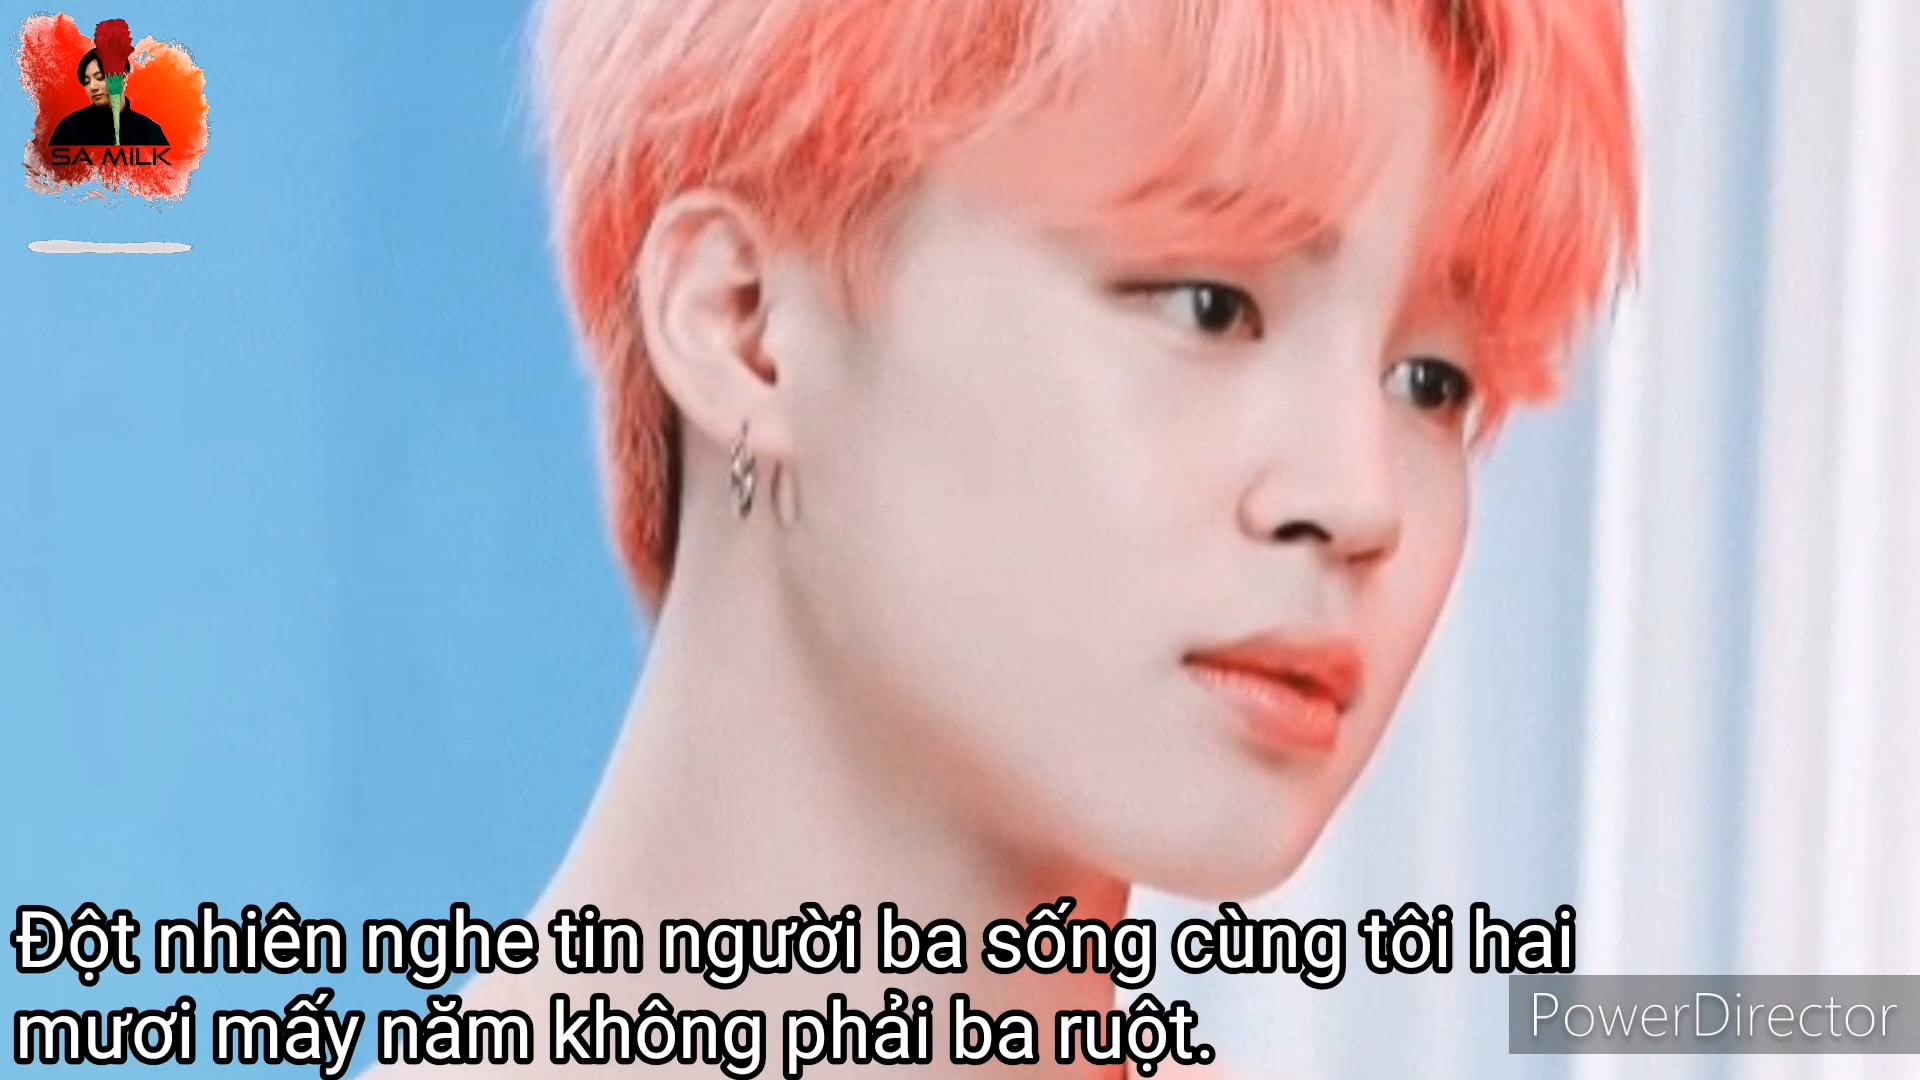 SA MILK
Đột nhiên nghe tin người ba sống cùng tôi hai
mươi mấy năm không phải ba ruột.
PowerDirector